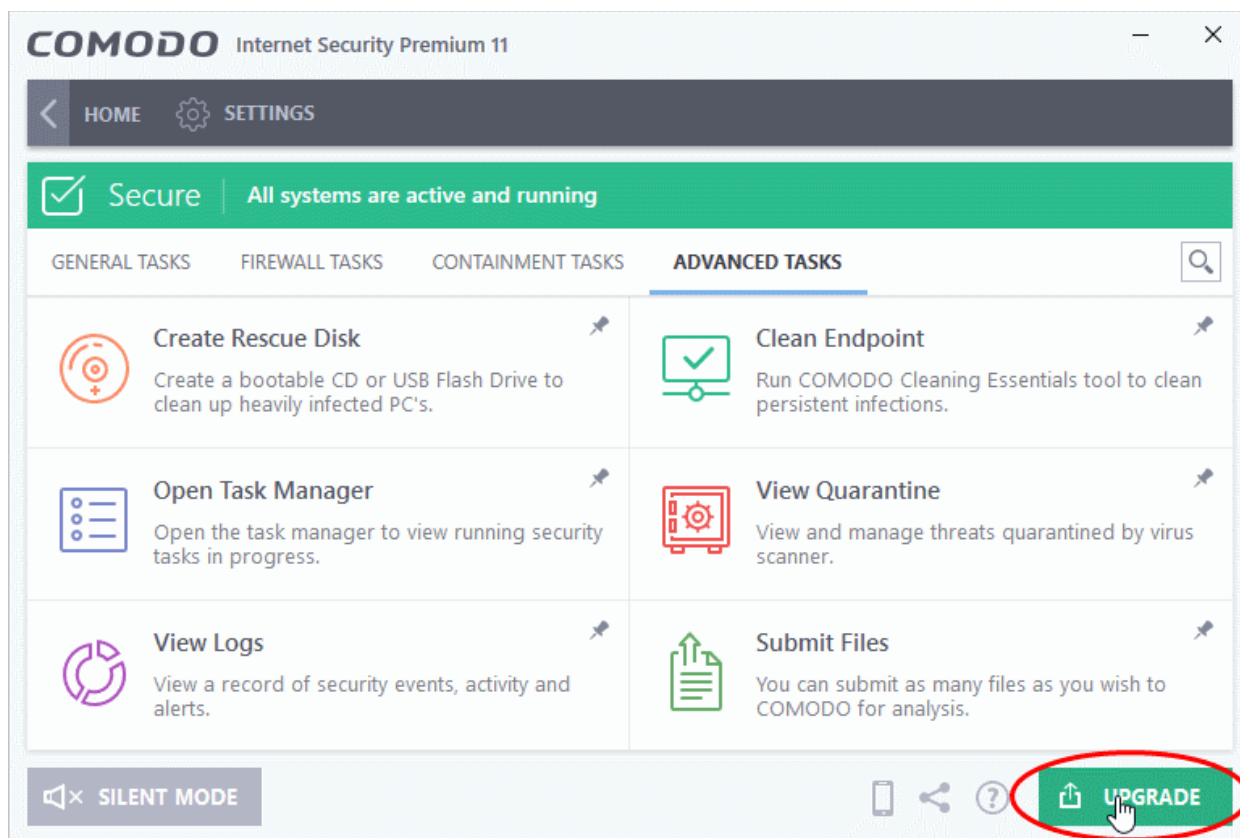 COMODO Internet Security Premium 11
HOME SETTINGS
Secure All systems are active and running
GENERAL TASKS FIREWALL TASKS CONTAINMENT TASKS ADVANCED TASKS
Create Rescue Disk
Create a bootable CD or USB Flash Drive to
clean up heavily infected PC's.
Clean Endpoint
Run COMODO Cleaning Essentials tool to clean
persistent infections.
Open Task Manager
Open the task manager to view running security
tasks in progress.
View Quarantine
View and manage threats quarantined by virus
scanner.
View Logs
View a record of security events, activity and
alerts.
Submit Files
You can submit as many files as you wish to
COMODO for analysis.
SILENT MODE
?
UPGRADE